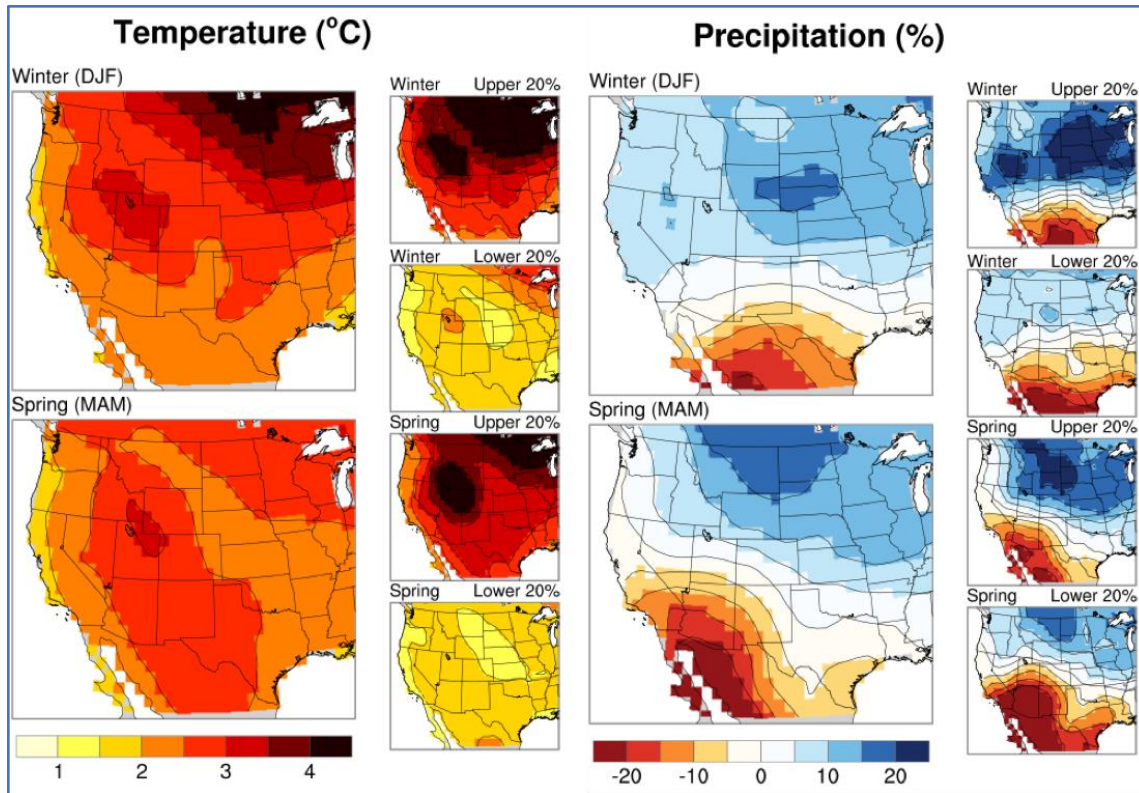 Temperature (°C)
Winter (DJF)
Winter Upper 20%
Winter Lower 20%
Spring (MAM)
Spring Upper 20%
Spring Lower 20%
1 2 3 4
Precipitation (%)
Winter (DJF)
Winter Upper 20%
Winter Lower 20%
Spring (MAM)
Spring Upper 20%
Spring Lower 20%
-20 -10 0 10 20